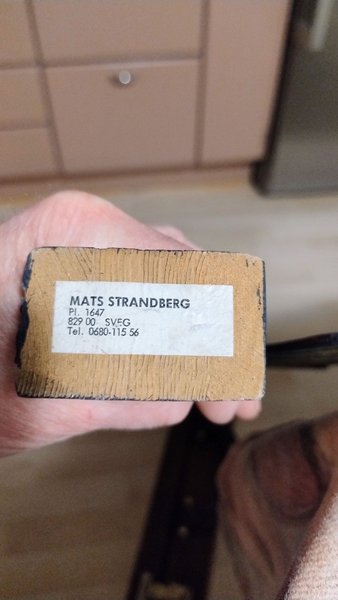 MATS STRANDBERG
Pl. 1647
829 00 SVEG
Tel. 0680-115 56